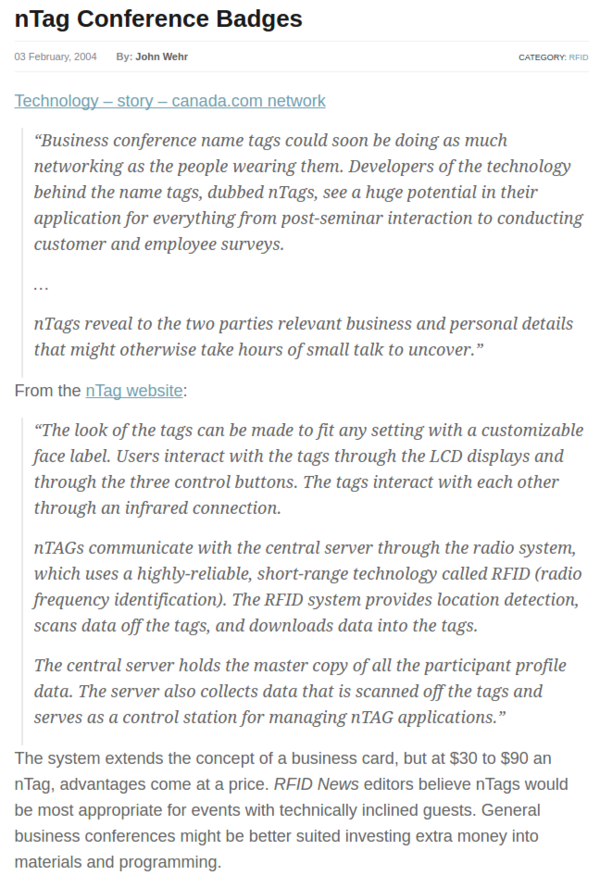 nTag Conference Badges
03 February, 2004 By: John Wehr CATEGORY: RFID
Technology – story – canada.com network
“Business conference name tags could soon be doing as much
networking as the people wearing them. Developers of the technology
behind the name tags, dubbed nTags, see a huge potential in their
application for everything from post-seminar interaction to conducting
customer and employee surveys.
…
nTags reveal to the two parties relevant business and personal details
that might otherwise take hours of small talk to uncover.”
From the nTag website:
“The look of the tags can be made to fit any setting with a customizable
face label. Users interact with the tags through the LCD displays and
through the three control buttons. The tags interact with each other
through an infrared connection.
nTAGs communicate with the central server through the radio system,
which uses a highly-reliable, short-range technology called RFID (radio
frequency identification). The RFID system provides location detection,
scans data off the tags, and downloads data into the tags.
The central server holds the master copy of all the participant profile
data. The server also collects data that is scanned off the tags and
serves as a control station for managing nTAG applications.”
The system extends the concept of a business card, but at $30 to $90 an
nTag, advantages come at a price. RFID News editors believe nTags would
be most appropriate for events with technically inclined guests. General
business conferences might be better suited investing extra money into
materials and programming.